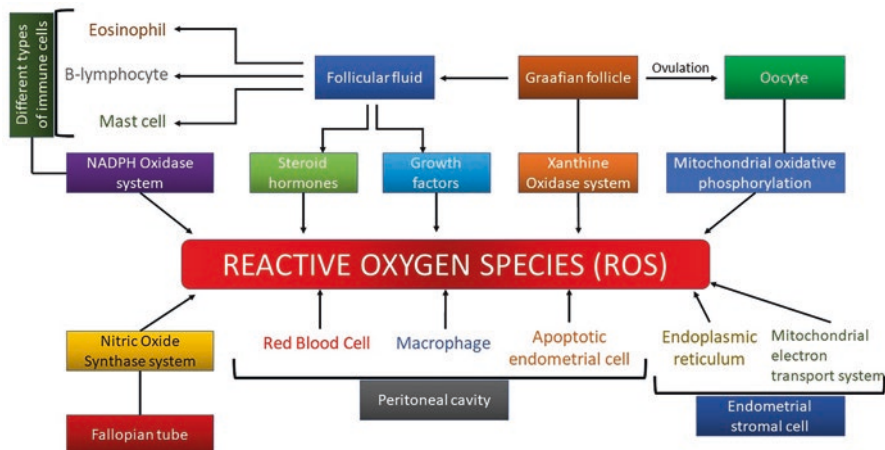 Different types
of immune cells
Eosinophil
B-lymphocyte
Mast cell
Follicular fluid
Graafian follicle
Ovulation
Oocyte
NADPH Oxidase
system
Steroid
hormones
Growth
factors
Xanthine
Oxidase system
Mitochondrial oxidative
phosphorylation
REACTIVE OXYGEN SPECIES (ROS)
Nitric Oxide
Synthase system
Fallopian tube
Red Blood Cell
Macrophage
Apoptotic
endometrial cell
Peritoneal cavity
Endoplasmic
reticulum
Mitochondrial
electron
transport system
Endometrial
stromal cell